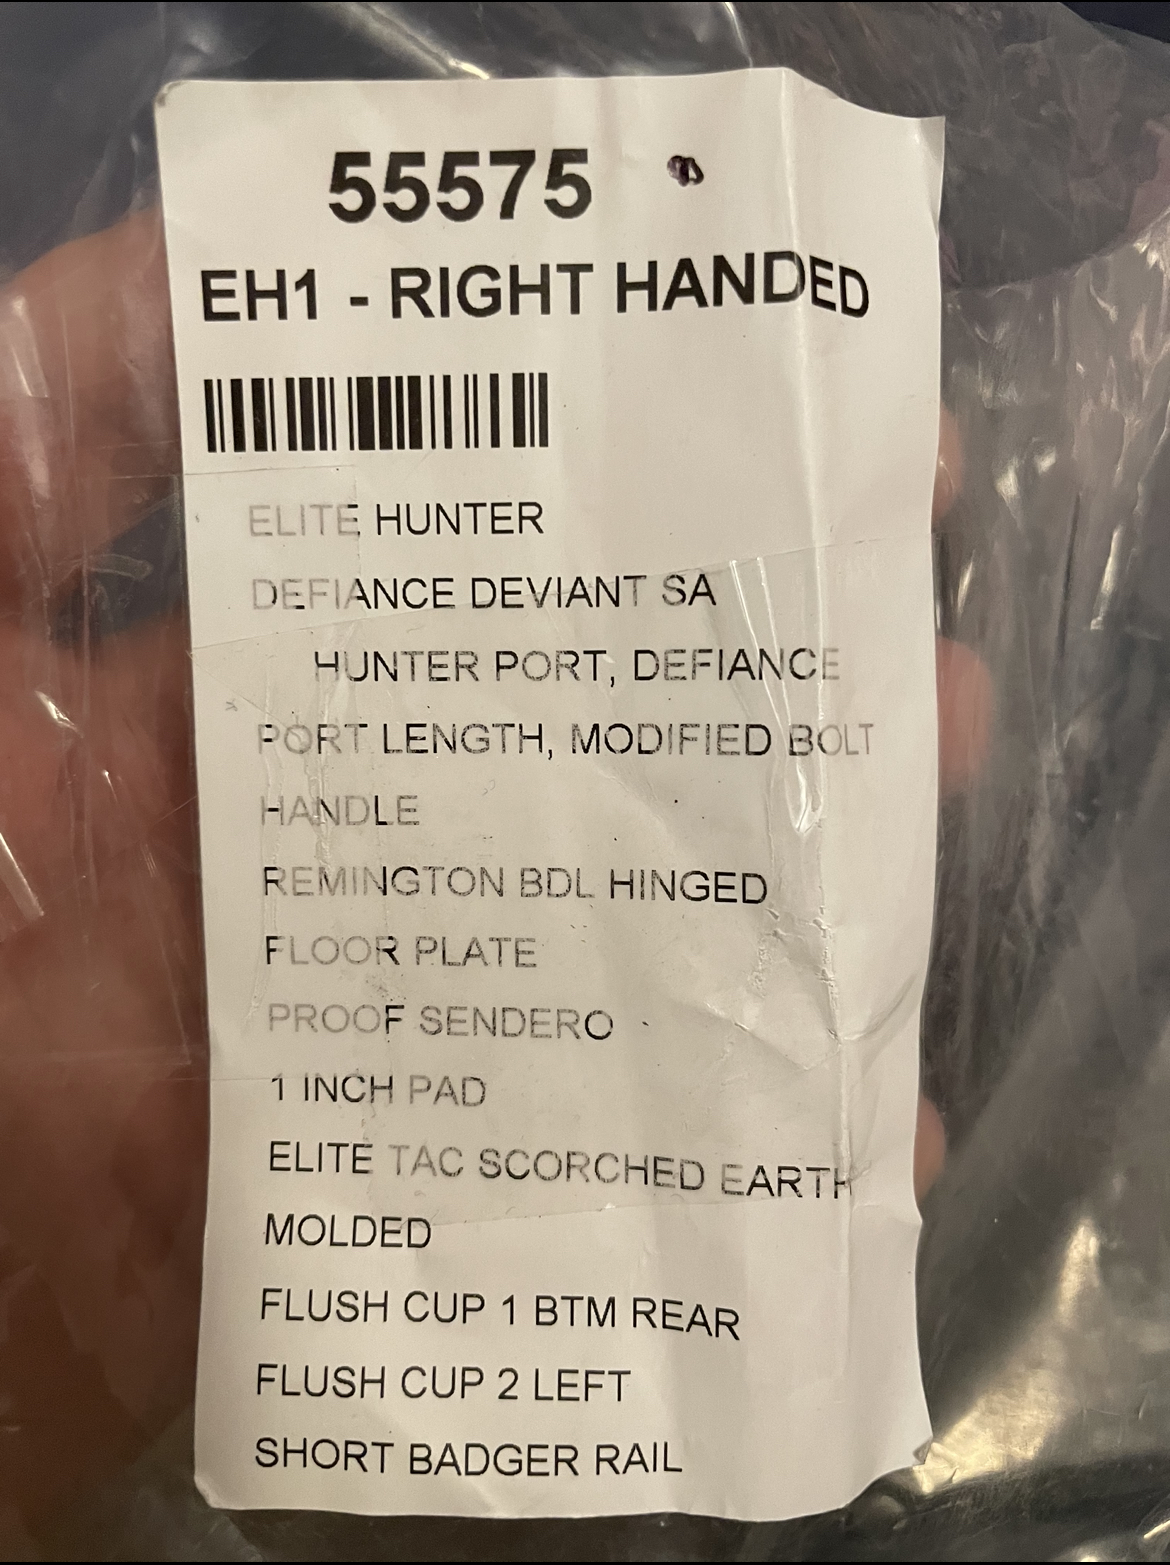 55575
EH1 - RIGHT HANDED
ELITE HUNTER
DEFIANCE DEVIANT SA
HUNTER PORT, DEFIANCE
PORT LENGTH, MODIFIED BOLT
HANDLE
REMINGTON BDL HINGED
FLOOR PLATE
PROOF SENDERO
1 INCH PAD
ELITE TAC SCORCHED EARTH
MOLDED
FLUSH CUP 1 BTM REAR
FLUSH CUP 2 LEFT
SHORT BADGER RAIL